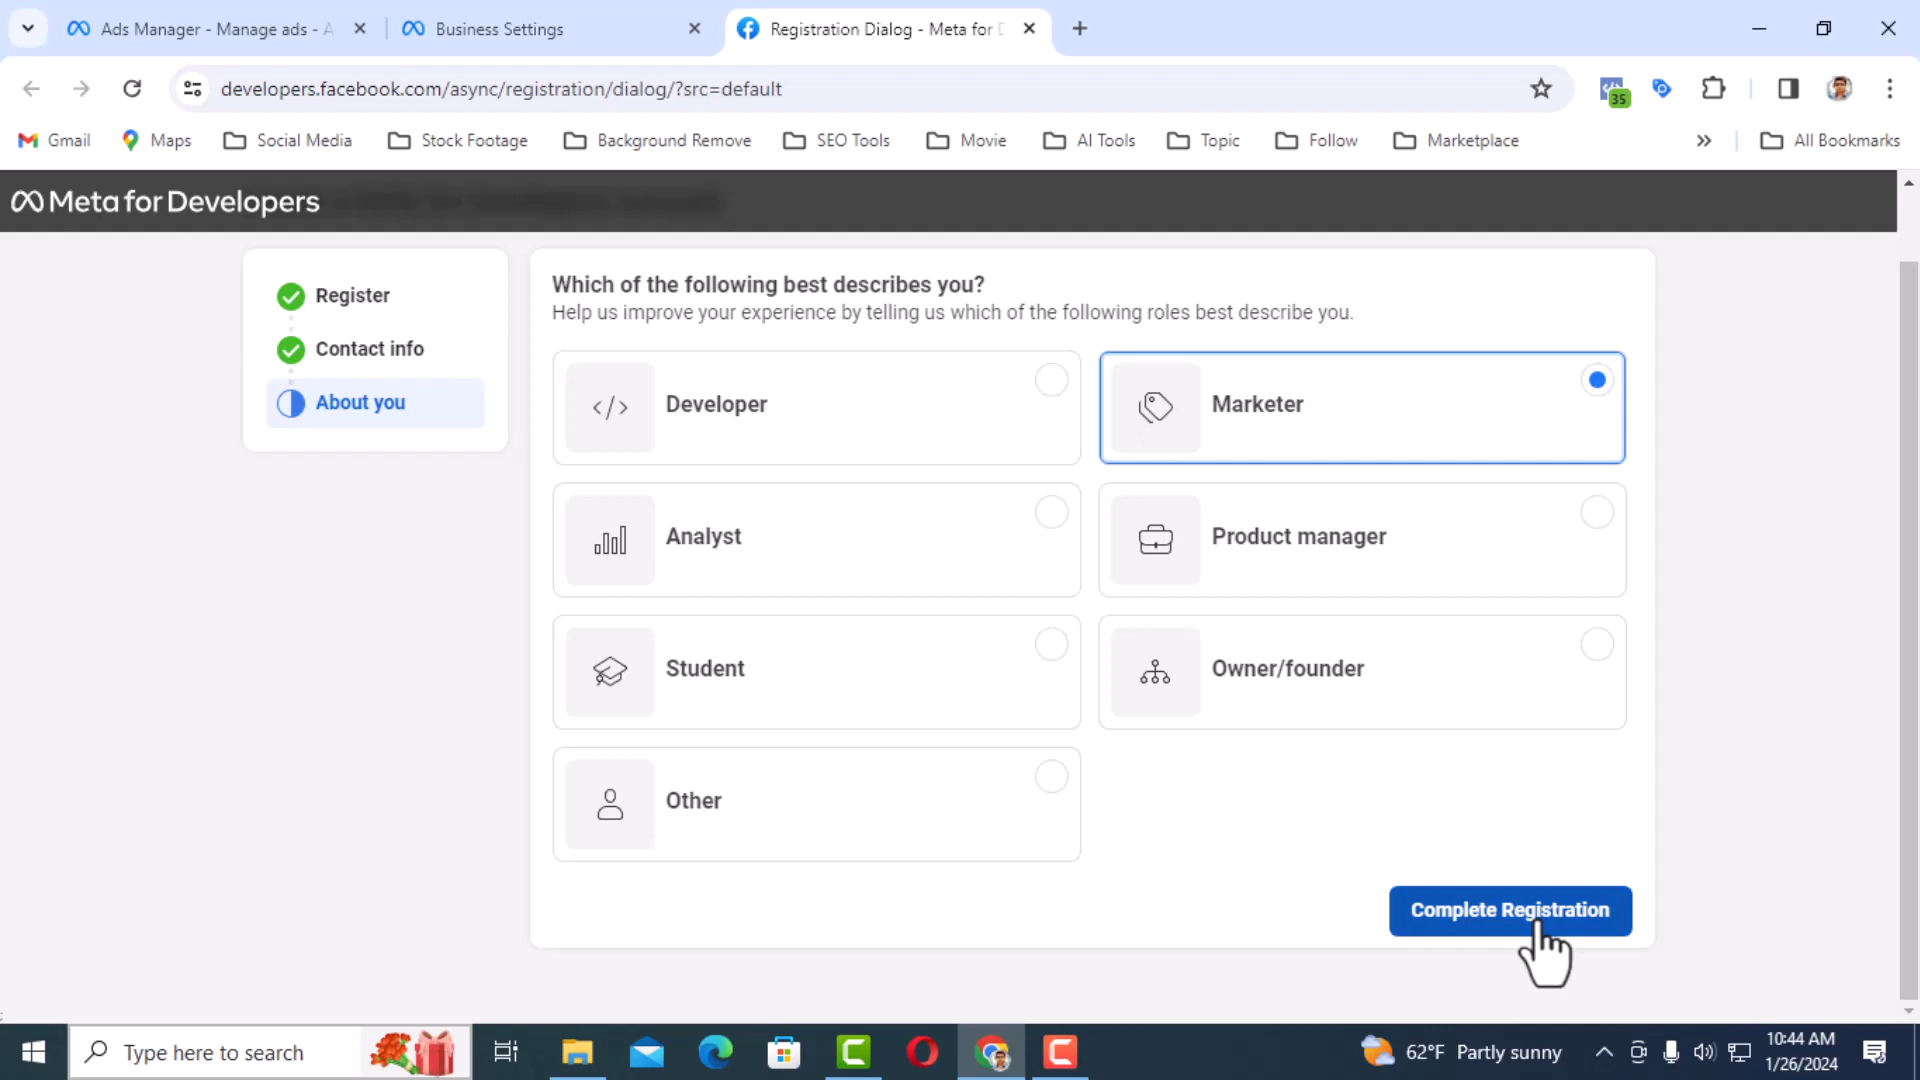 Ads Manager - Manage ads - A
Business Settings
Registration Dialog - Meta for D
developers.facebook.com/async/registration/dialog/?src=default
35
Gmail
Maps
Social Media
Stock Footage
Background Remove
SEO Tools
Movie
AI Tools
Topic
Follow
Marketplace
All Bookmarks
Meta for Developers
Register
Contact info
About you
Which of the following best describes you?
Help us improve your experience by telling us which of the following roles best describe you.
Developer
Marketer
Analyst
Product manager
Student
Owner/founder
Other
Complete Registration
Type here to search
62°F Partly sunny
10:44 AM
1/26/2024